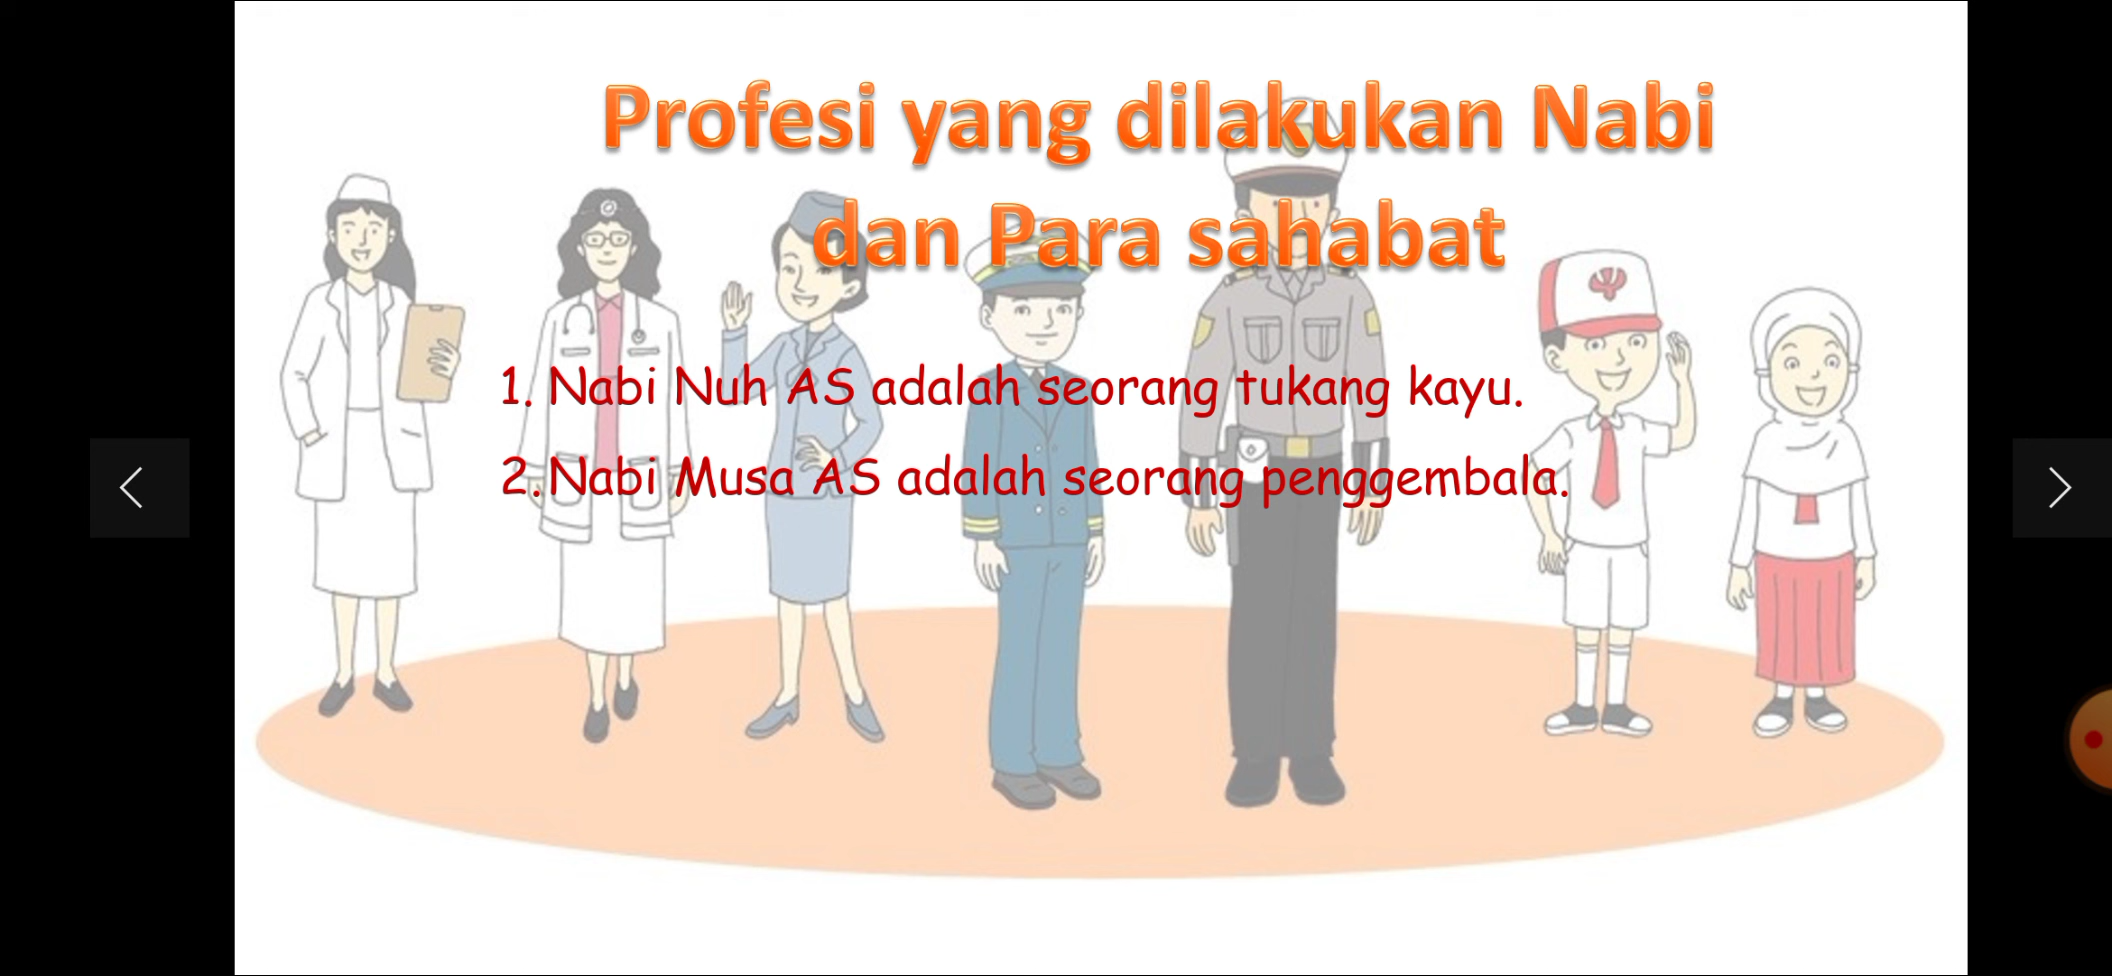 Profesi yang dilakukan Nabi
dan Para sahabat
1. Nabi Nuh AS adalah seorang tukang kayu.
2. Nabi Musa AS adalah seorang penggembala.